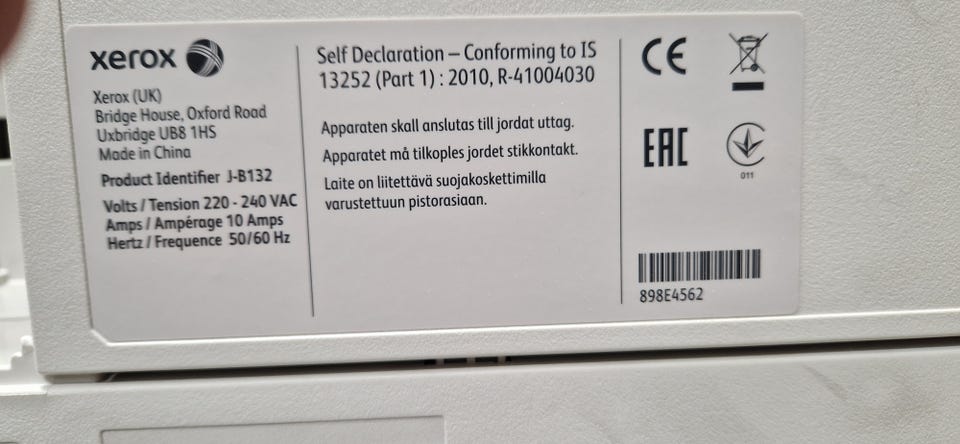 xerox
Xerox (UK)
Bridge House, Oxford Road
Uxbridge UB8 1HS
Made in China
Product Identifier J-B132
Volts / Tension 220 - 240 VAC
Amps / Ampérage 10 Amps
Hertz / Frequence 50/60 Hz
Self Declaration – Conforming to IS
13252 (Part 1) : 2010, R-41004030
Apparaten skall anslutas till jordat uttag.
Apparatet må tilkoples jordet stikkontakt.
Laite on liitettävä suojakoskettimilla
varustettuun pistorasiaan.
CE
EAC
011
898E4562